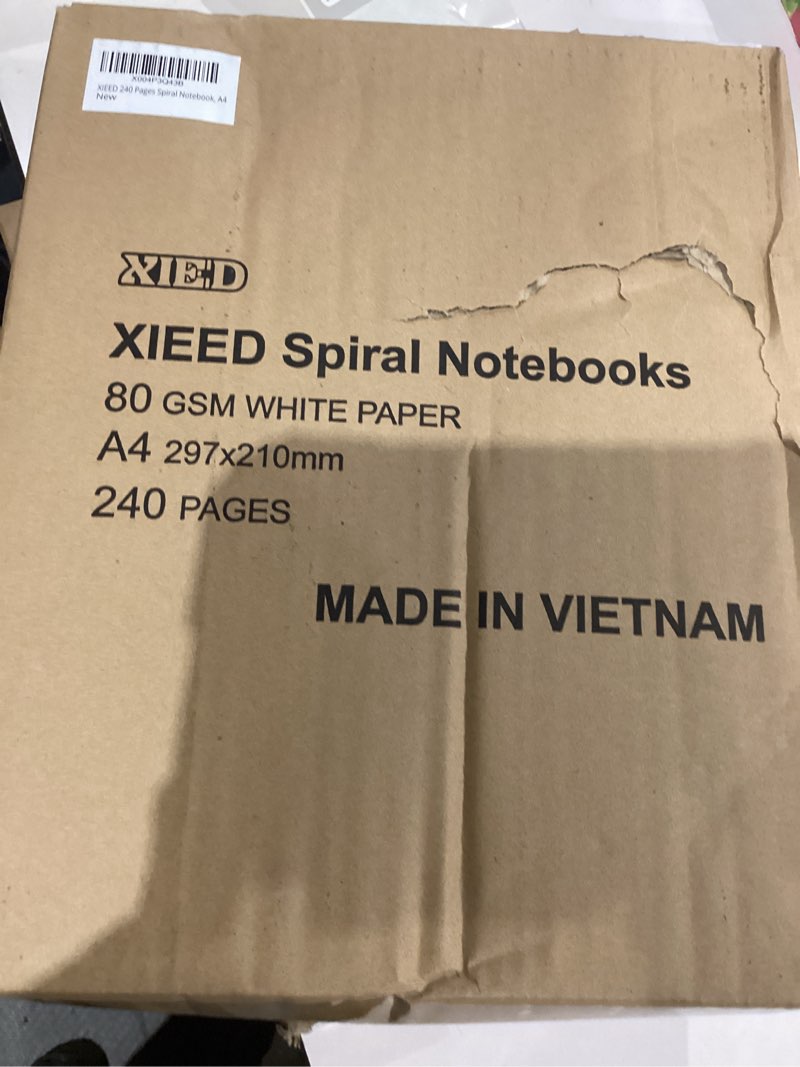 X004P3Q43B
XIEED 240 Pages Spiral Notebook, A4
New
XIED
XIEED Spiral Notebooks
80 GSM WHITE PAPER
A4 297x210mm
240 PAGES
MADE IN VIETNAM